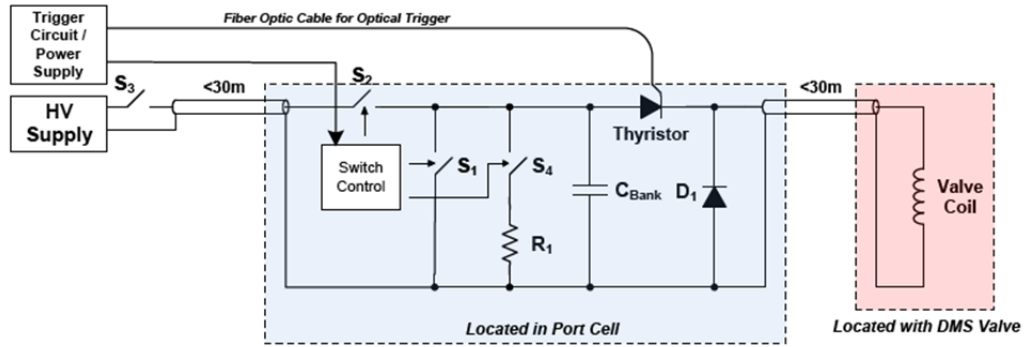 Trigger
Circuit /
Power
Supply
Fiber Optic Cable for Optical Trigger
S3
HV
Supply
<30m
S2
Switch
Control
S1
S4
R1
CBank
Thyristor
D1
<30m
Valve
Coil
Located in Port Cell
Located with DMS Valve